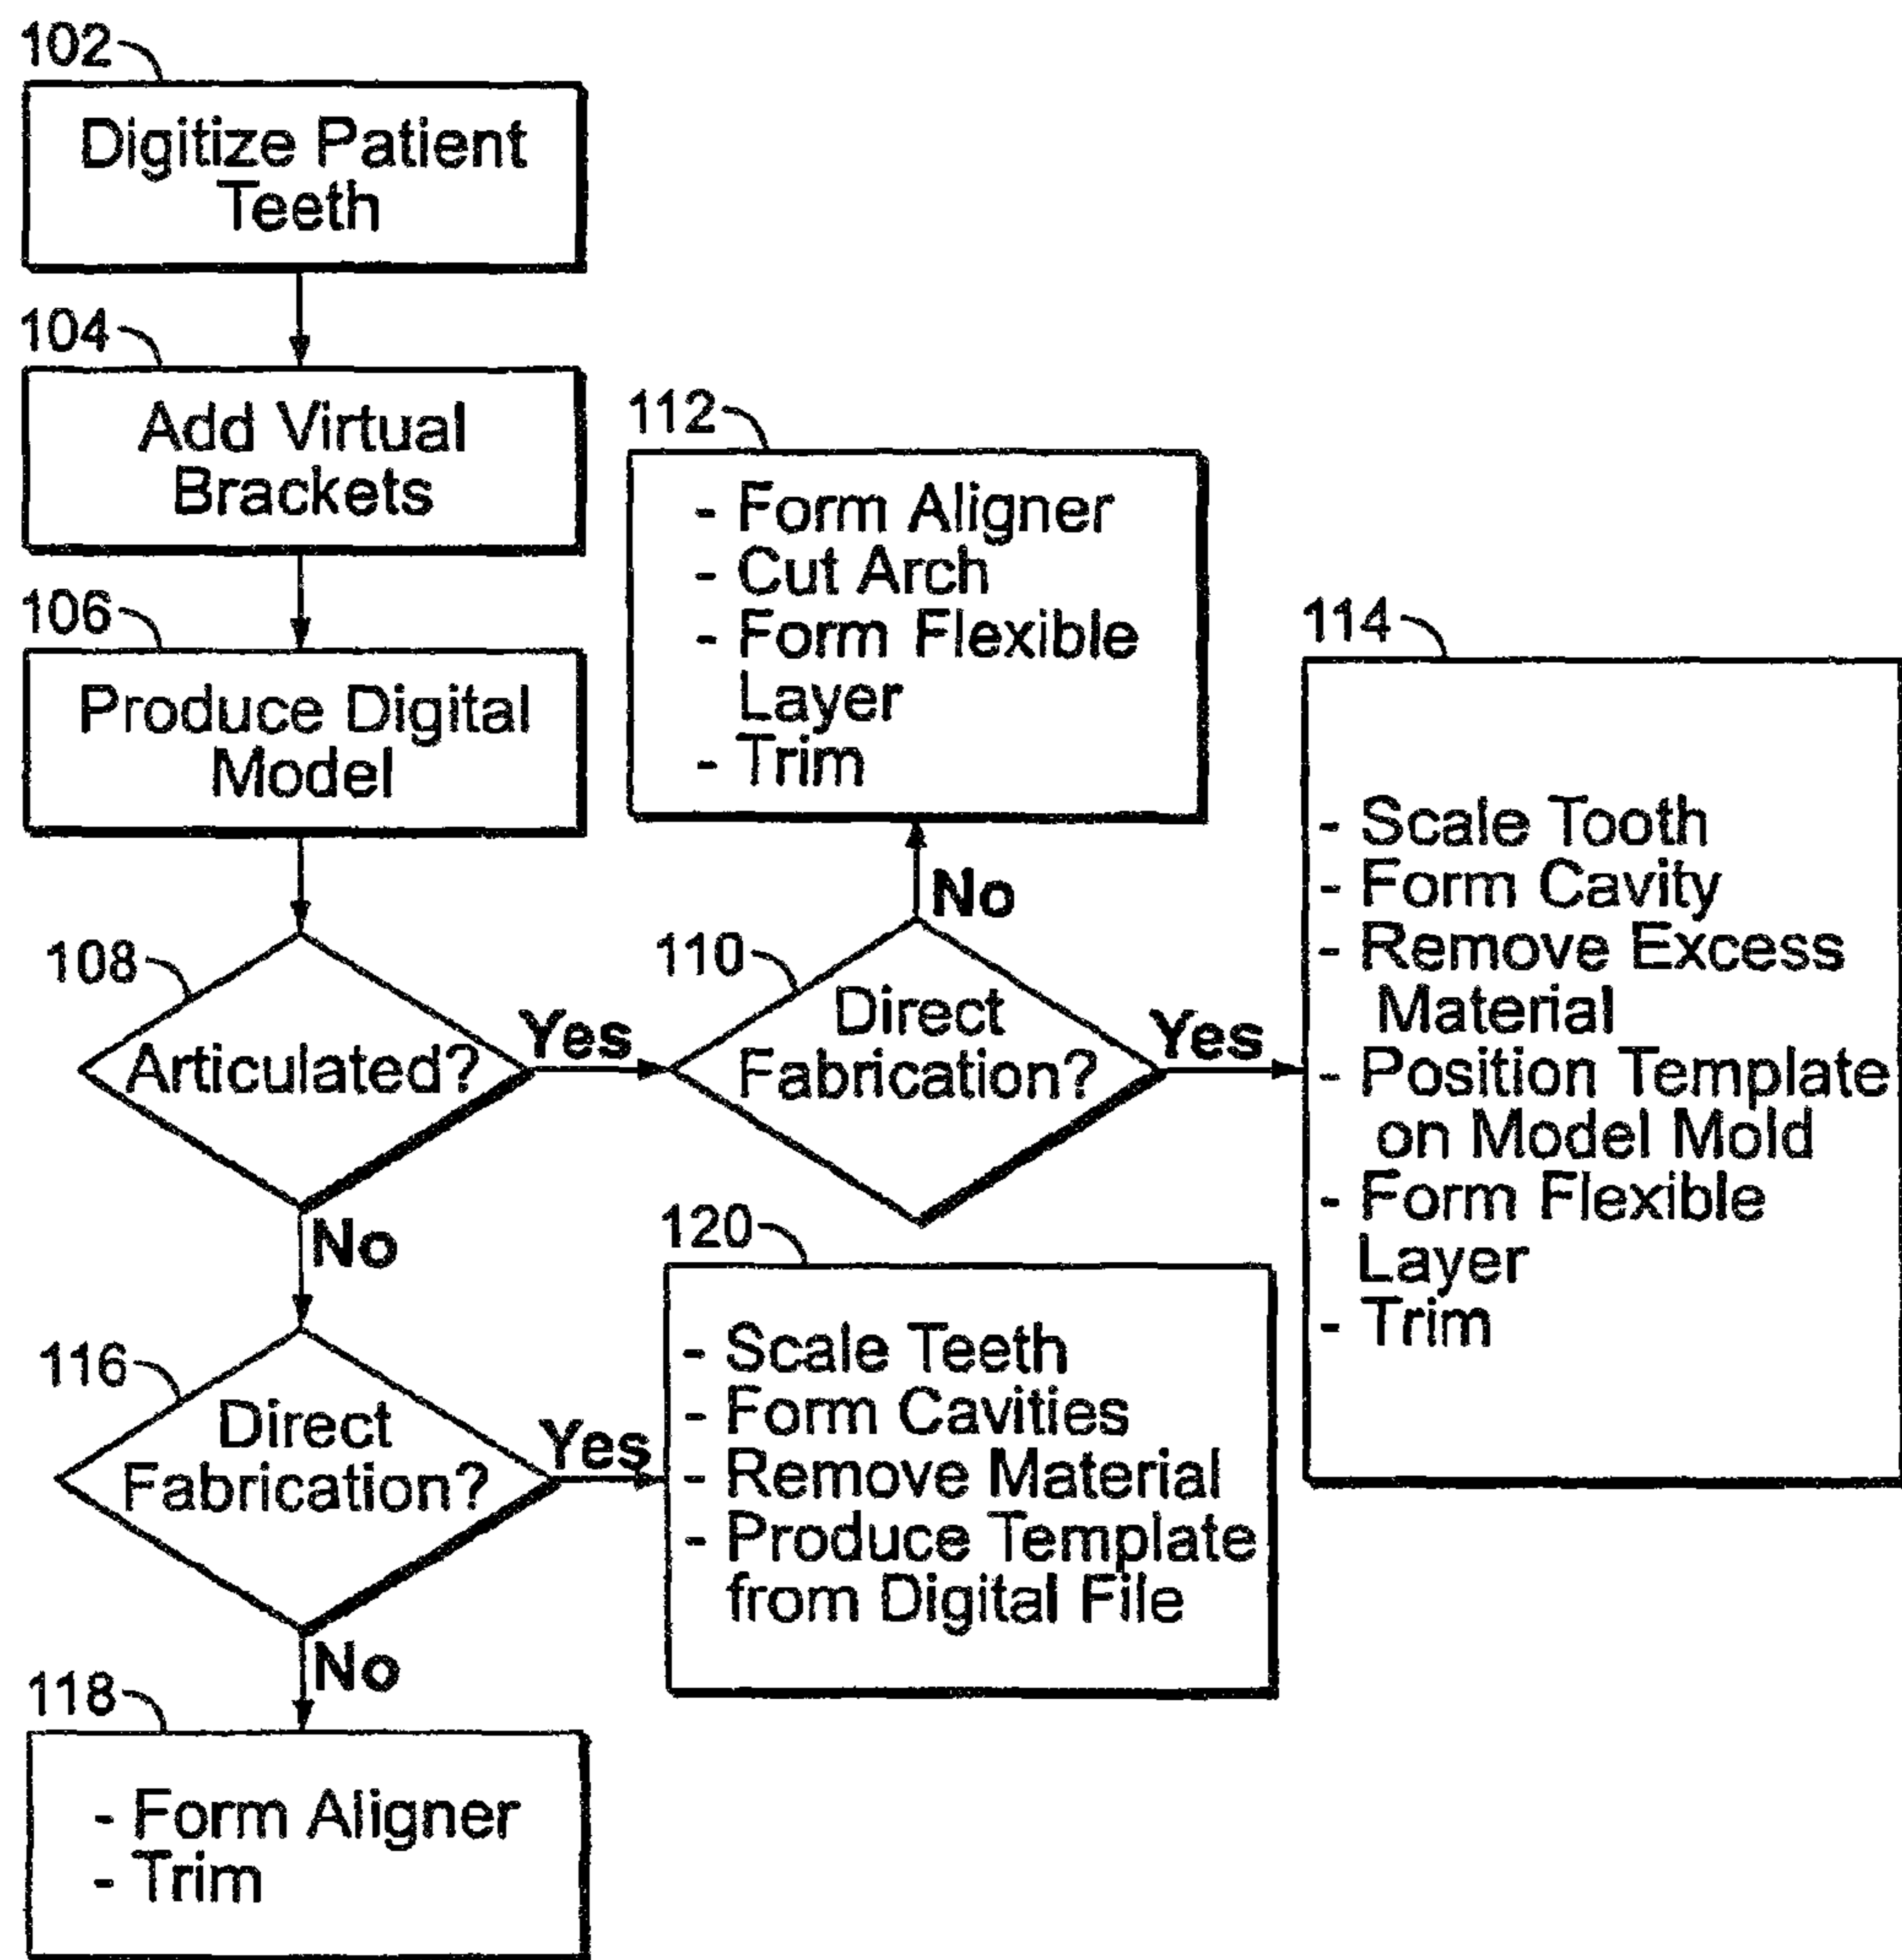 102
Digitize Patient
Teeth
104
Add Virtual
Brackets
106
Produce Digital
Model
108
Articulated?
Yes
No
110
Direct
Fabrication?
No
Yes
112
- Form Aligner
- Cut Arch
- Form Flexible
Layer
- Trim
114
- Scale Tooth
- Form Cavity
- Remove Excess
Material
- Position Template
on Model Mold
- Form Flexible
Layer
- Trim
116
Direct
Fabrication?
Yes
No
120
- Scale Teeth
- Form Cavities
- Remove Material
- Produce Template
from Digital File
118
- Form Aligner
- Trim